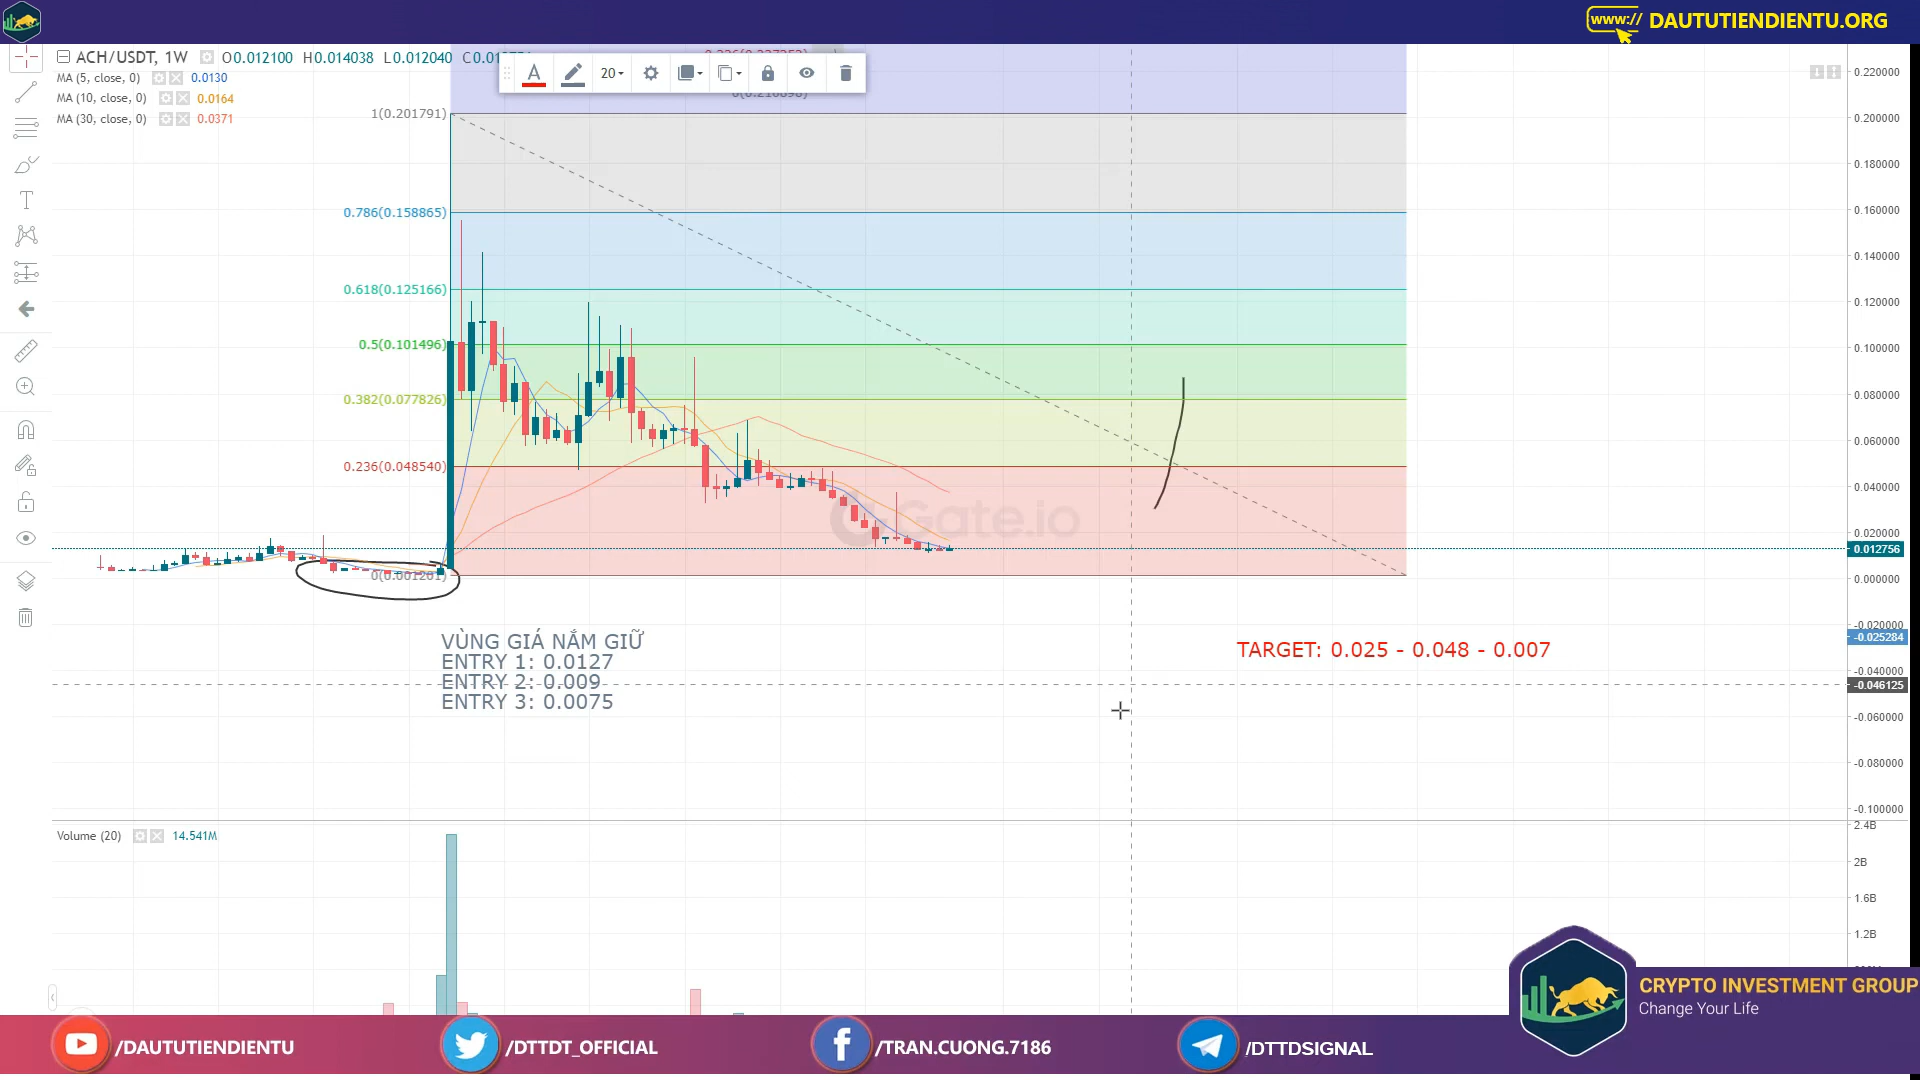 www:// DAUTUTIENDIENTU.ORG
ACH/USDT, 1W O0.012100 H0.014038 L0.012040
MA (5, close, 0) 0.0130
MA (10, close, 0) 0.0164
MA (30, close, 0) 0.0371
A 20
1(0.201791)
0.786(0.158865)
0.618(0.125166)
0.5(0.101496)
0.382(0.077826)
0.236(0.048540)
0(0.001201)
Gate.io
0.220000
0.200000
0.180000
0.160000
0.140000
0.120000
0.100000
0.080000
0.060000
0.040000
0.020000
0.012756
0.000000
-0.020000
-0.025284
-0.040000
-0.046125
-0.060000
-0.080000
-0.100000
VÙNG GIÁ NẮM GIỮ
ENTRY 1: 0.0127
ENTRY 2: 0.009
ENTRY 3: 0.0075
TARGET: 0.025 - 0.048 - 0.007
Volume (20) 14.541M
2.4B
2B
1.6B
1.2B
CRYPTO INVESTMENT GROUP
Change Your Life
/DAUTUTIENDIENTU
/DTTDT_OFFICIAL
/TRAN.CUONG.7186
/DTTDSIGNAL